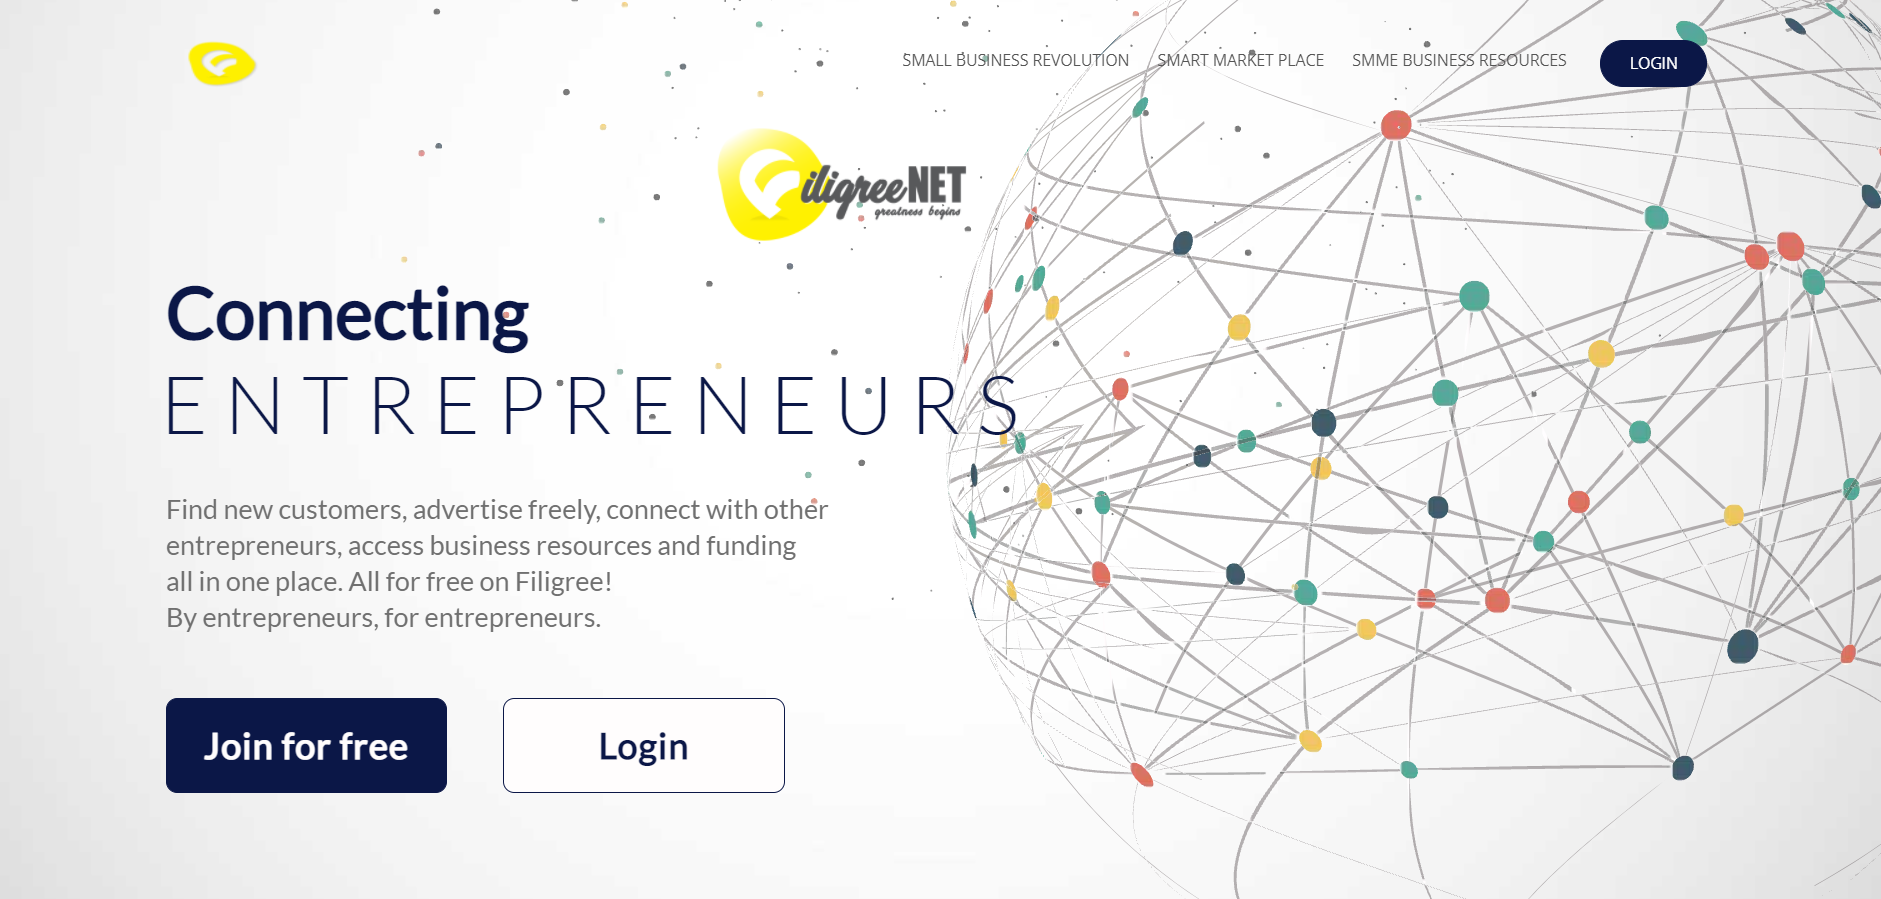 SMALL BUSINESS REVOLUTION SMART MARKET PLACE SMME BUSINESS RESOURCES LOGIN
FiligreeNET
greatness begins
Connecting
ENTREPRENEURS
Find new customers, advertise freely, connect with other
entrepreneurs, access business resources and funding
all in one place. All for free on Filigree!
By entrepreneurs, for entrepreneurs.
Join for free Login